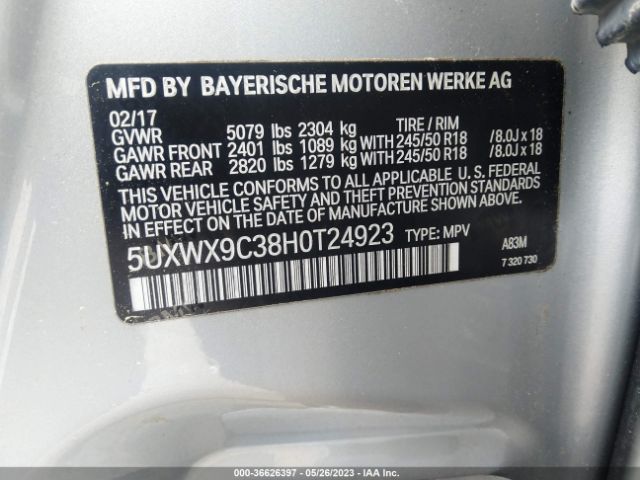 MFD BY BAYERISCHE MOTOREN WERKE AG
02/17 TIRE / RIM
GVWR 5079 lbs 2304 kg
GAWR FRONT 2401 lbs 1089 kg WITH 245/50 R18 /8.0J x 18
GAWR REAR 2820 lbs 1279 kg WITH 245/50 R18 /8.0J x 18
THIS VEHICLE CONFORMS TO ALL APPLICABLE U.S. FEDERAL
MOTOR VEHICLE SAFETY AND THEFT PREVENTION STANDARDS
IN EFFECT ON THE DATE OF MANUFACTURE SHOWN ABOVE.
5UXWX9C38H0T24923 TYPE: MPV
A83M
7 320 730
000-36626397 - 05/26/2023 - IAA Inc.